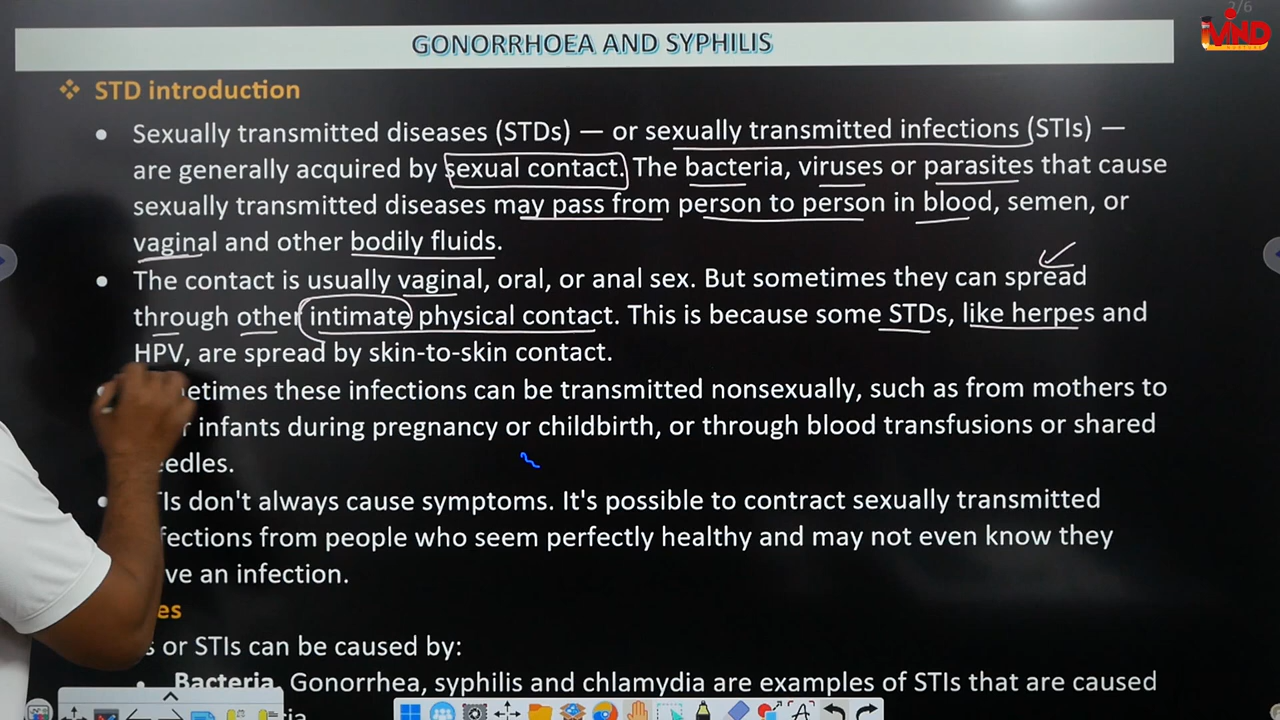 2/6
iMIND
GONORRHOEA AND SYPHILIS
STD introduction
Sexually transmitted diseases (STDs) — or sexually transmitted infections (STIs) —
are generally acquired by sexual contact. The bacteria, viruses or parasites that cause
sexually transmitted diseases may pass from person to person in blood, semen, or
vaginal and other bodily fluids.
The contact is usually vaginal, oral, or anal sex. But sometimes they can spread
through other intimate physical contact. This is because some STDs, like herpes and
HPV, are spread by skin-to-skin contact.
these infections can be transmitted nonsexually, such as from mothers to
infants during pregnancy or childbirth, or through blood transfusions or shared
don't always cause symptoms. It's possible to contract sexually transmitted
from people who seem perfectly healthy and may not even know they
an infection.
or STIs can be caused by:
Bacteria. Gonorrhea, syphilis and chlamydia are examples of STIs that are caused